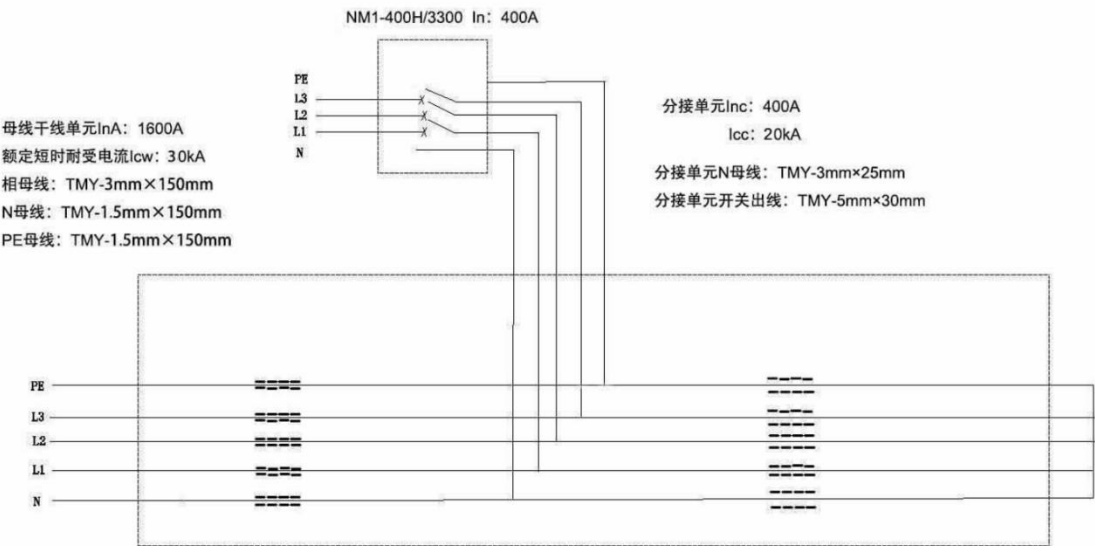 NM1-400H/3300 In：400A
PE
L3
L2
L1
N
母线干线单元InA：1600A
额定短时耐受电流Icw：30kA
相母线：TMY-3mm×150mm
N母线：TMY-1.5mm×150mm
PE母线：TMY-1.5mm×150mm
分接单元Inc：400A
Icc：20kA
分接单元N母线：TMY-3mm×25mm
分接单元开关出线：TMY-5mm×30mm
PE
L3
L2
L1
N